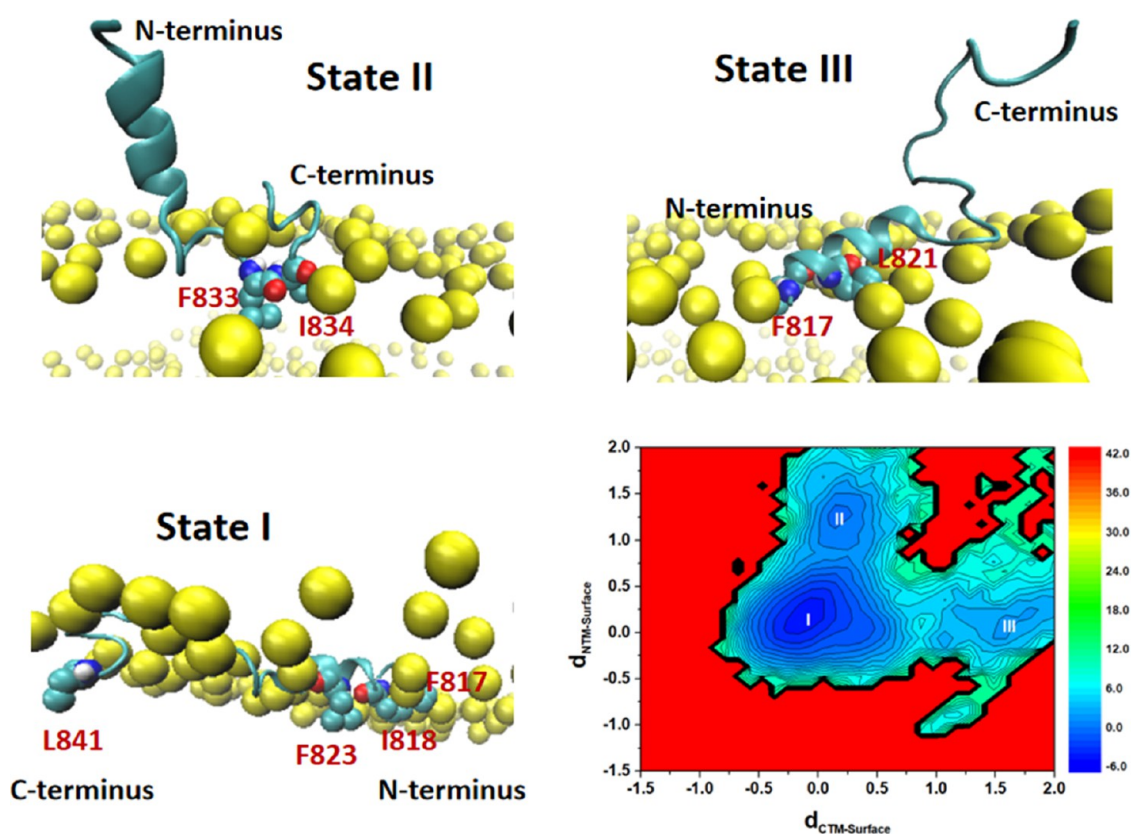 N-terminus
State II
C-terminus
F833
I834
State III
C-terminus
N-terminus
L821
F817
State I
F817
L841
F823
I818
C-terminus
N-terminus
2.0
1.5
1.0
0.5
0.0
-0.5
-1.0
-1.5
dNTM-Surface
II
I
III
-1.5 -1.0 -0.5 0.0 0.5 1.0 1.5 2.0
dCTM-Surface
42.0
36.0
30.0
24.0
18.0
12.0
6.0
0.0
-6.0